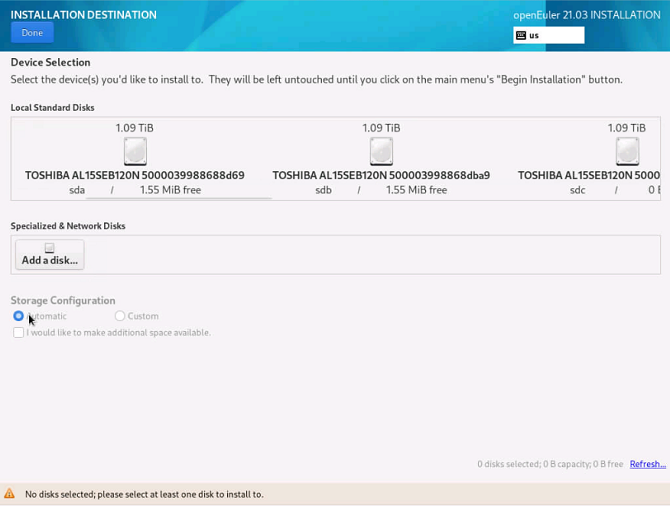 INSTALLATION DESTINATION
openEuler 21.03 INSTALLATION
Done
us
Device Selection
Select the device(s) you'd like to install to. They will be left untouched until you click on the main menu's "Begin Installation" button.
Local Standard Disks
1.09 TiB 1.09 TiB 1.09 TiB
TOSHIBA AL15SEB120N 5000039988688d69 TOSHIBA AL15SEB120N 500003998868dba9 TOSHIBA AL15SEB120N 5000
sda / 1.55 MiB free sdb / 1.55 MiB free sdc / 0
Specialized & Network Disks
Add a disk...
Storage Configuration
Automatic Custom
I would like to make additional space available.
0 disks selected; 0 B capacity; 0 B free Refresh...
No disks selected; please select at least one disk to install to.